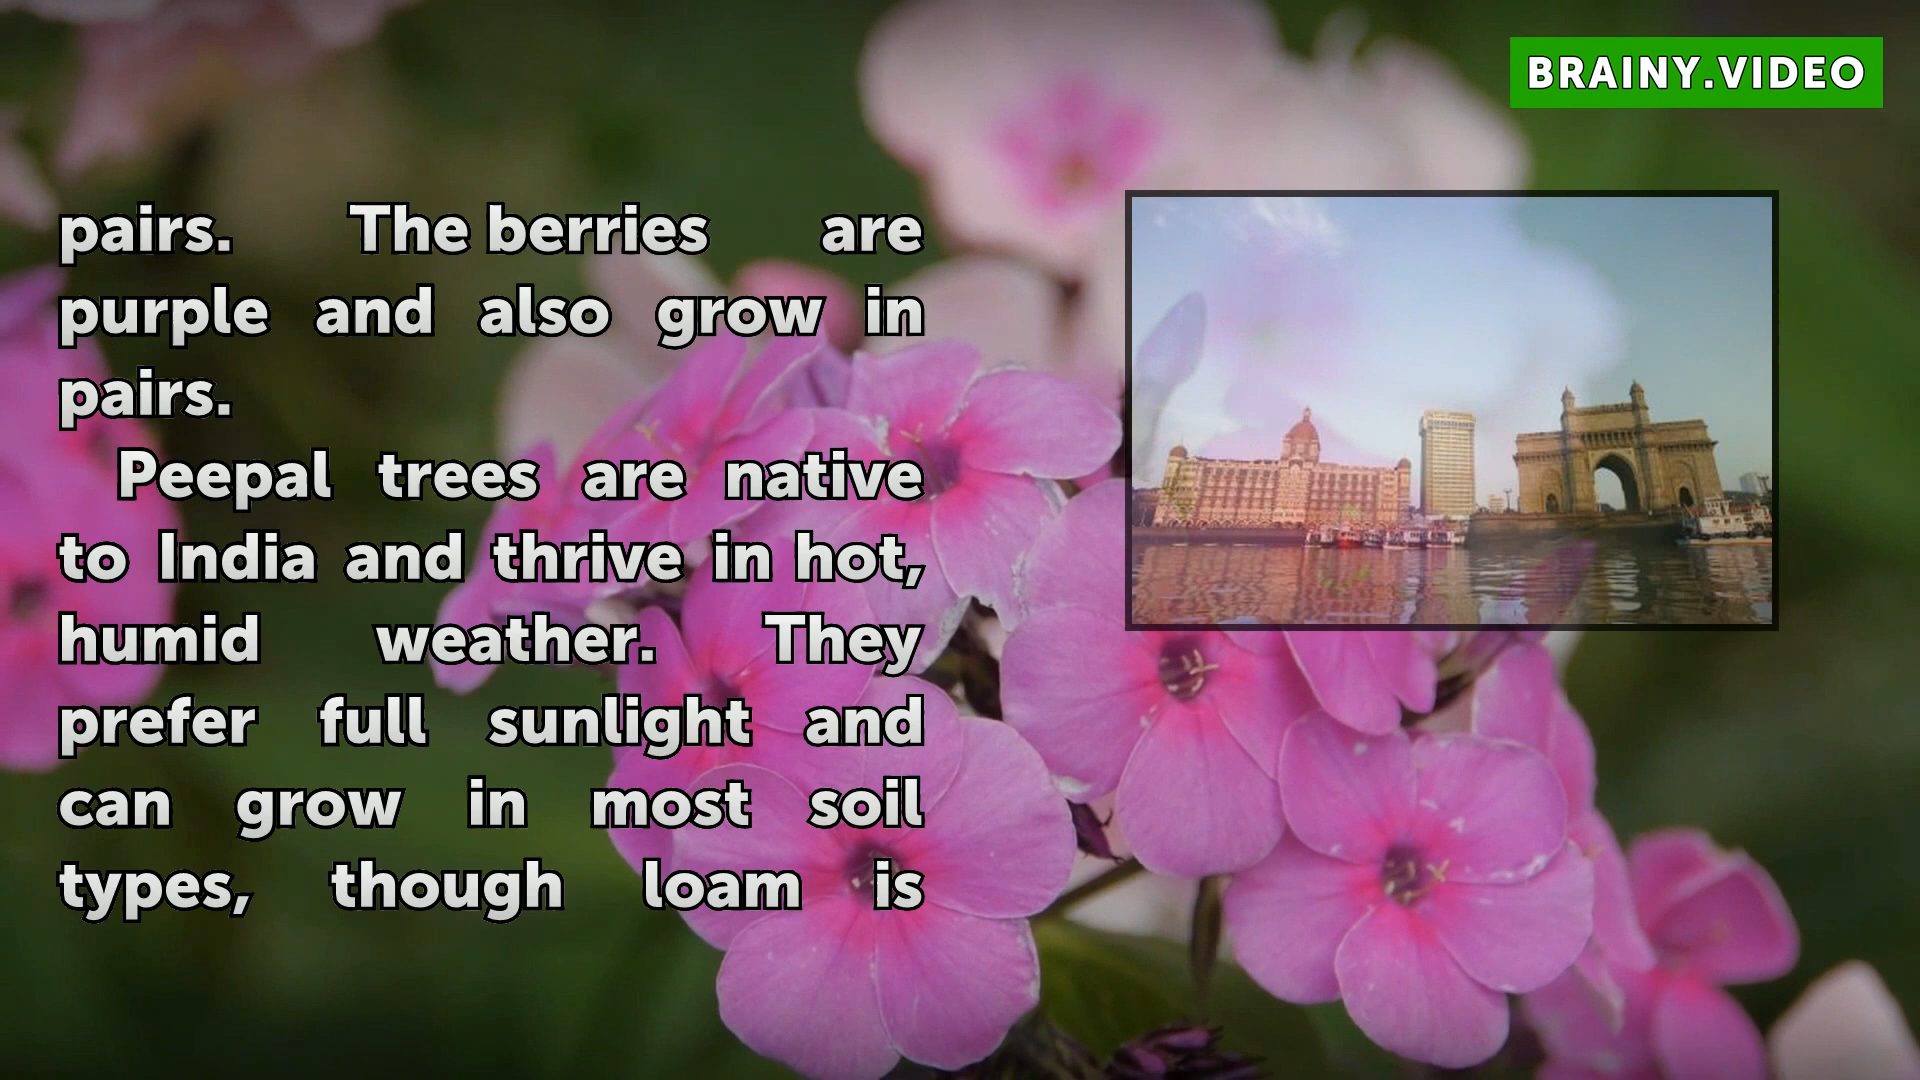 BRAINY.VIDEO
pairs. The berries are
purple and also grow in
pairs.
Peepal trees are native
to India and thrive in hot,
humid weather. They
prefer full sunlight and
can grow in most soil
types, though loam is